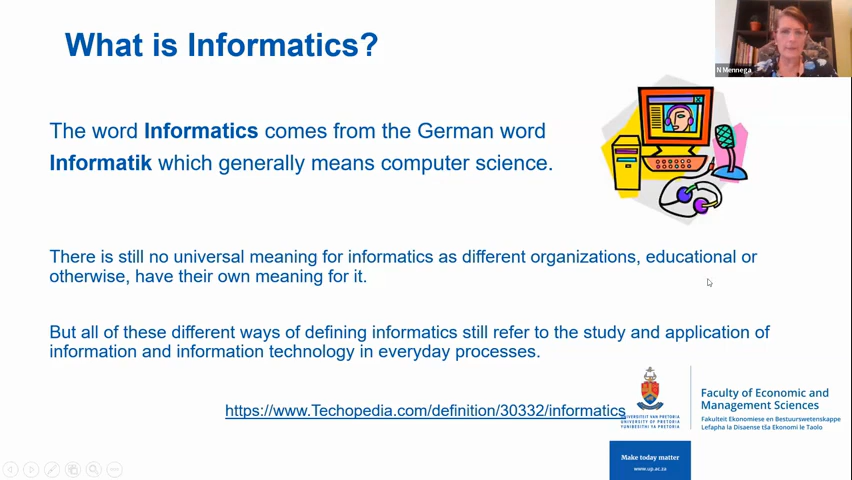 What is Informatics?
N Mennega
The word Informatics comes from the German word
Informatik which generally means computer science.
There is still no universal meaning for informatics as different organizations, educational or
otherwise, have their own meaning for it.
But all of these different ways of defining informatics still refer to the study and application of
information and information technology in everyday processes.
https://www.Techopedia.com/definition/30332/informatics
UNIVERSITEIT VAN PRETORIA
UNIVERSITY OF PRETORIA
YUNIBESITHI YA PRETORIA
Faculty of Economic and
Management Sciences
Fakulteit Ekonomiese en Bestuurswetenskappe
Lefapha la Disaense tša Ekonomi le Taolo
Make today matter
www.up.ac.za